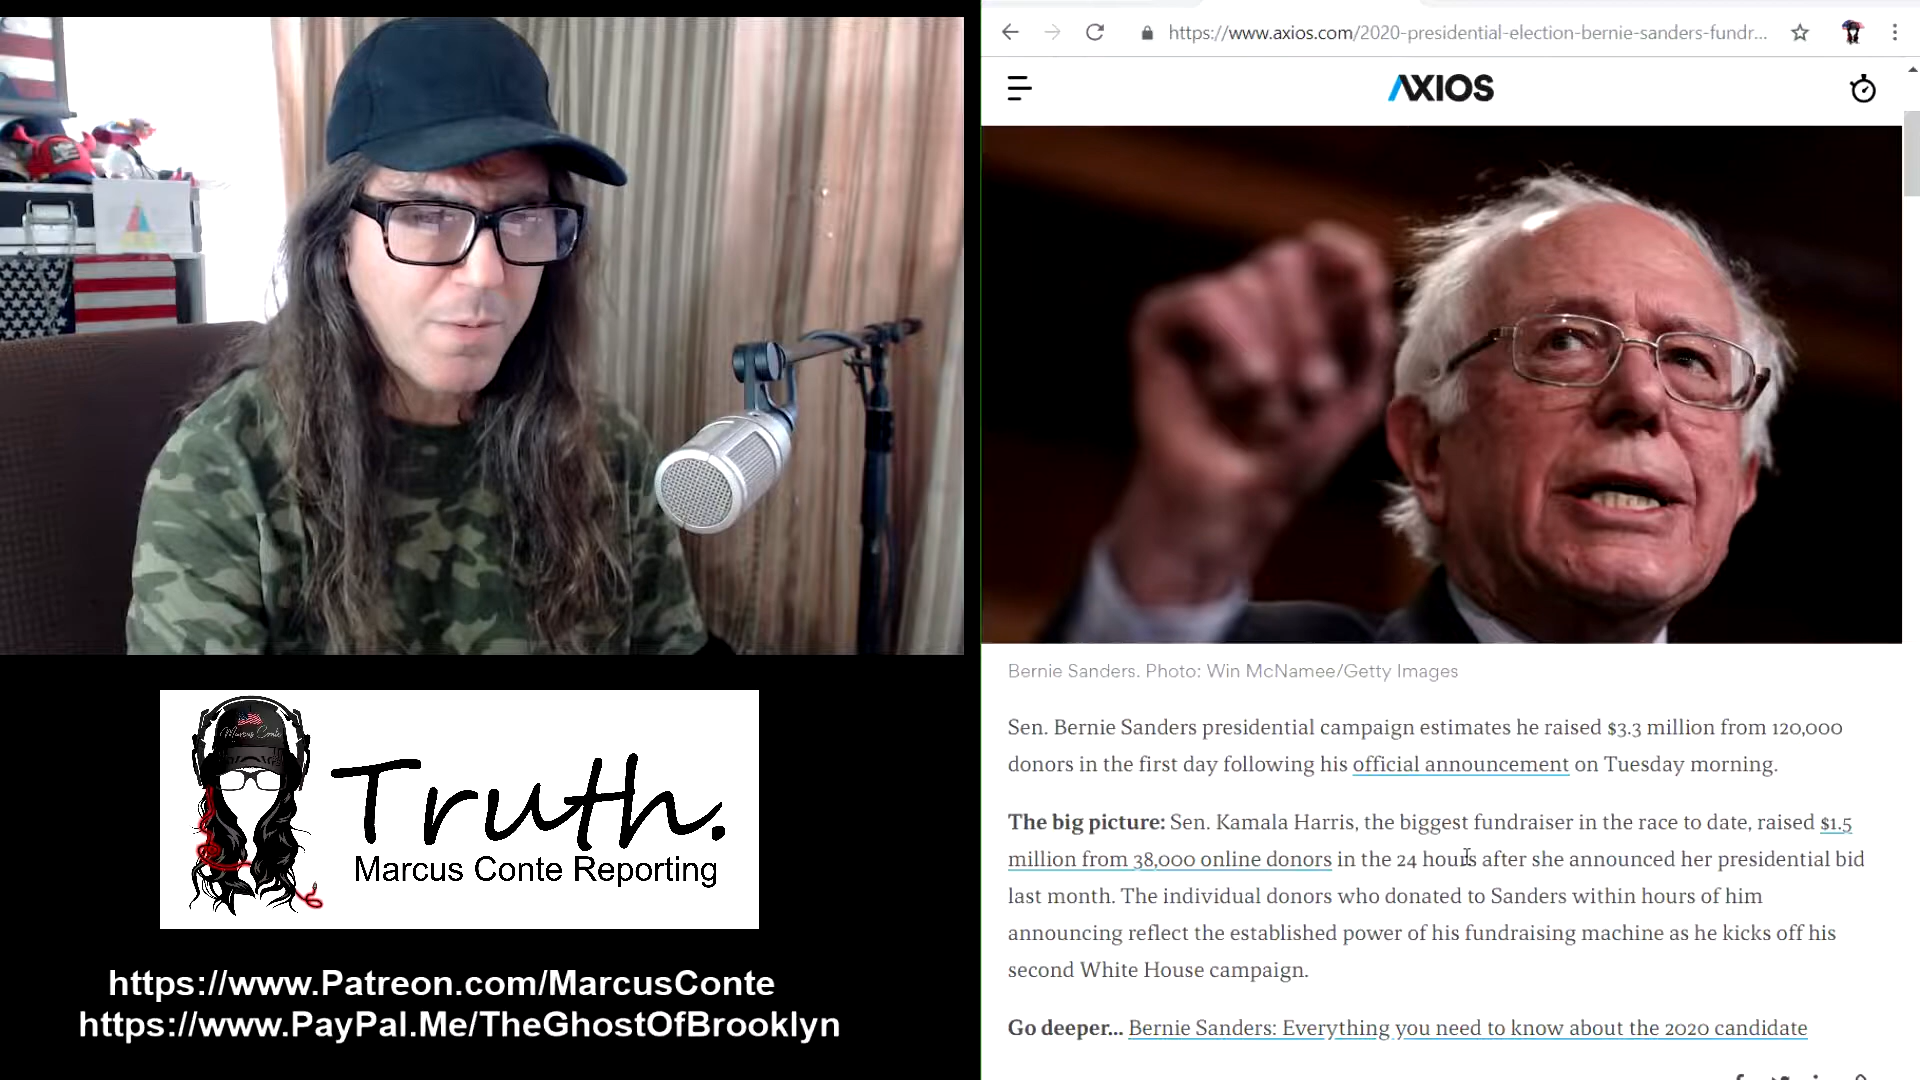 https://www.axios.com/2020-presidential-election-bernie-sanders-fundr...
AXIOS
Bernie Sanders. Photo: Win McNamee/Getty Images
Sen. Bernie Sanders presidential campaign estimates he raised $3.3 million from 120,000
donors in the first day following his official announcement on Tuesday morning.
The big picture: Sen. Kamala Harris, the biggest fundraiser in the race to date, raised $1.5
million from 38,000 online donors in the 24 hours after she announced her presidential bid
last month. The individual donors who donated to Sanders within hours of him
announcing reflect the established power of his fundraising machine as he kicks off his
second White House campaign.
Go deeper... Bernie Sanders: Everything you need to know about the 2020 candidate
Marcus Conte
Truth.
Marcus Conte Reporting
https://www.Patreon.com/MarcusConte
https://www.PayPal.Me/TheGhostOfBrooklyn